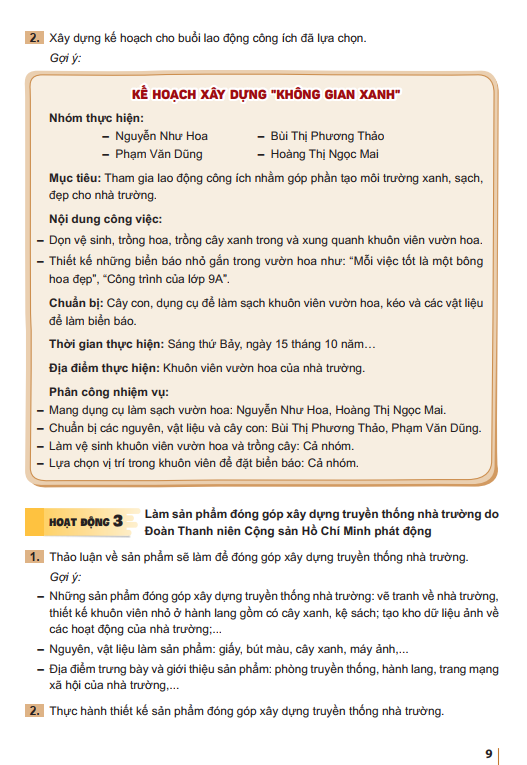 2. Xây dựng kế hoạch cho buổi lao động công ích đã lựa chọn.
Gợi ý:
KẾ HOẠCH XÂY DỰNG "KHÔNG GIAN XANH"
Nhóm thực hiện:
– Nguyễn Như Hoa – Bùi Thị Phương Thảo
– Phạm Văn Dũng – Hoàng Thị Ngọc Mai
Mục tiêu: Tham gia lao động công ích nhằm góp phần tạo môi trường xanh, sạch,
đẹp cho nhà trường.
Nội dung công việc:
– Dọn vệ sinh, trồng hoa, trồng cây xanh trong và xung quanh khuôn viên vườn hoa.
– Thiết kế những biển báo nhỏ gắn trong vườn hoa như: “Mỗi việc tốt là một bông
hoa đẹp", “Công trình của lớp 9A".
Chuẩn bị: Cây con, dụng cụ để làm sạch khuôn viên vườn hoa, kéo và các vật liệu
để làm biển báo.
Thời gian thực hiện: Sáng thứ Bảy, ngày 15 tháng 10 năm…
Địa điểm thực hiện: Khuôn viên vườn hoa của nhà trường.
Phân công nhiệm vụ:
– Mang dụng cụ làm sạch vườn hoa: Nguyễn Như Hoa, Hoàng Thị Ngọc Mai.
– Chuẩn bị các nguyên, vật liệu và cây con: Bùi Thị Phương Thảo, Phạm Văn Dũng.
– Làm vệ sinh khuôn viên vườn hoa và trồng cây: Cả nhóm.
– Lựa chọn vị trí trong khuôn viên để đặt biển báo: Cả nhóm.
HOẠT ĐỘNG 3 Làm sản phẩm đóng góp xây dựng truyền thống nhà trường do
Đoàn Thanh niên Cộng sản Hồ Chí Minh phát động
1. Thảo luận về sản phẩm sẽ làm để đóng góp xây dựng truyền thống nhà trường.
Gợi ý:
– Những sản phẩm đóng góp xây dựng truyền thống nhà trường: vẽ tranh về nhà trường,
thiết kế khuôn viên nhỏ ở hành lang gồm có cây xanh, kệ sách; tạo kho dữ liệu ảnh về
các hoạt động của nhà trường;...
– Nguyên, vật liệu làm sản phẩm: giấy, bút màu, cây xanh, máy ảnh,...
– Địa điểm trưng bày và giới thiệu sản phẩm: phòng truyền thống, hành lang, trang mạng
xã hội của nhà trường,...
2. Thực hành thiết kế sản phẩm đóng góp xây dựng truyền thống nhà trường.
9